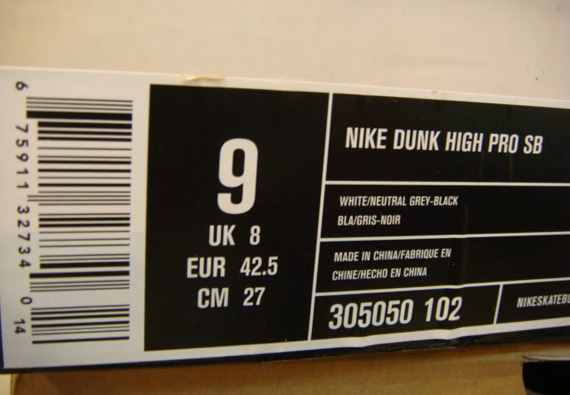 6 75911 32734 0 14
9
UK 8
EUR 42.5
CM 27
NIKE DUNK HIGH PRO SB
WHITE/NEUTRAL GREY-BLACK
BLA/GRIS-NOIR
MADE IN CHINA/FABRIQUE EN
CHINE/HECHO EN CHINA
305050 102
NIKESKATEBO